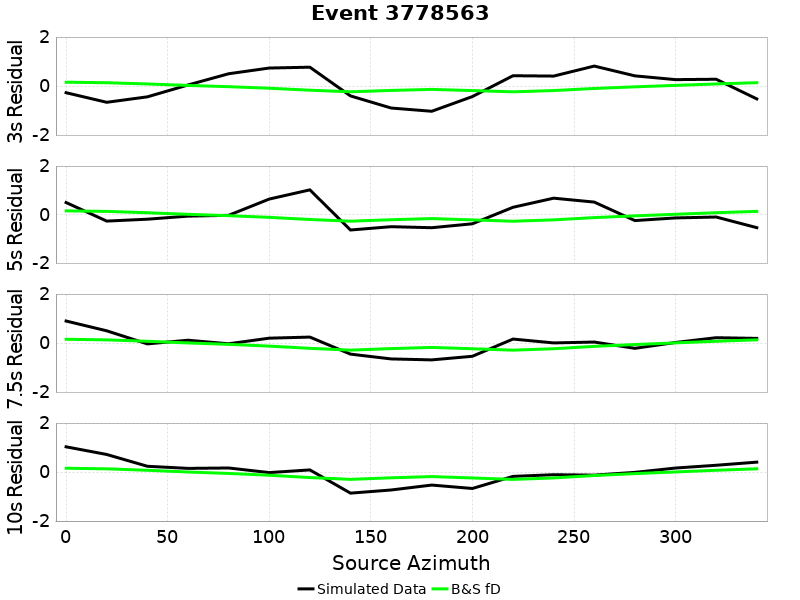 Event 3778563
3s Residual
2
0
-2
5s Residual
2
0
-2
7.5s Residual
2
0
-2
10s Residual
2
0
-2
0 50 100 150 200 250 300
Source Azimuth
Simulated Data B&S fD